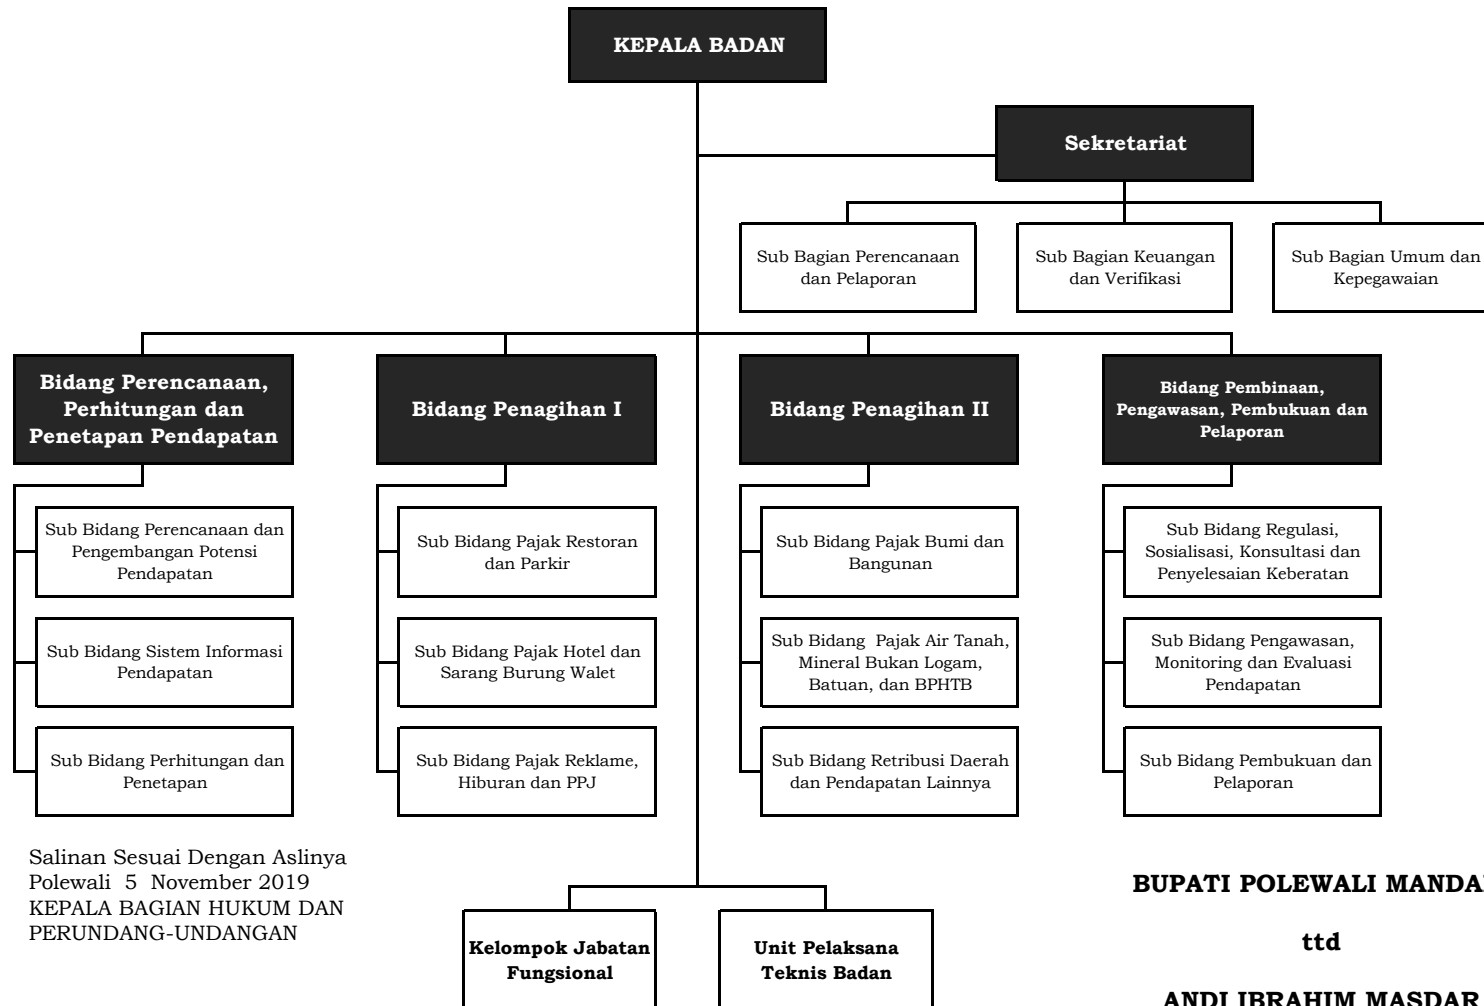 KEPALA BADAN
Sekretariat
Sub Bagian Perencanaan
dan Pelaporan
Sub Bagian Keuangan
dan Verifikasi
Sub Bagian Umum dan
Kepegawaian
Bidang Perencanaan,
Perhitungan dan
Penetapan Pendapatan
Bidang Penagihan I
Bidang Penagihan II
Bidang Pembinaan,
Pengawasan, Pembukuan dan
Pelaporan
Sub Bidang Perencanaan dan
Pengembangan Potensi
Pendapatan
Sub Bidang Pajak Restoran
dan Parkir
Sub Bidang Pajak Bumi dan
Bangunan
Sub Bidang Regulasi,
Sosialisasi, Konsultasi dan
Penyelesaian Keberatan
Sub Bidang Sistem Informasi
Pendapatan
Sub Bidang Pajak Hotel dan
Sarang Burung Walet
Sub Bidang  Pajak Air Tanah,
Mineral Bukan Logam,
Batuan, dan BPHTB
Sub Bidang Pengawasan,
Monitoring dan Evaluasi
Pendapatan
Sub Bidang Perhitungan dan
Penetapan
Sub Bidang Pajak Reklame,
Hiburan dan PPJ
Sub Bidang Retribusi Daerah
dan Pendapatan Lainnya
Sub Bidang Pembukuan dan
Pelaporan
Salinan Sesuai Dengan Aslinya
Polewali  5  November 2019
KEPALA BAGIAN HUKUM DAN
PERUNDANG-UNDANGAN
Kelompok Jabatan
Fungsional
Unit Pelaksana
Teknis Badan
BUPATI POLEWALI
ttd
ANDI IBRAHIM MASDAR